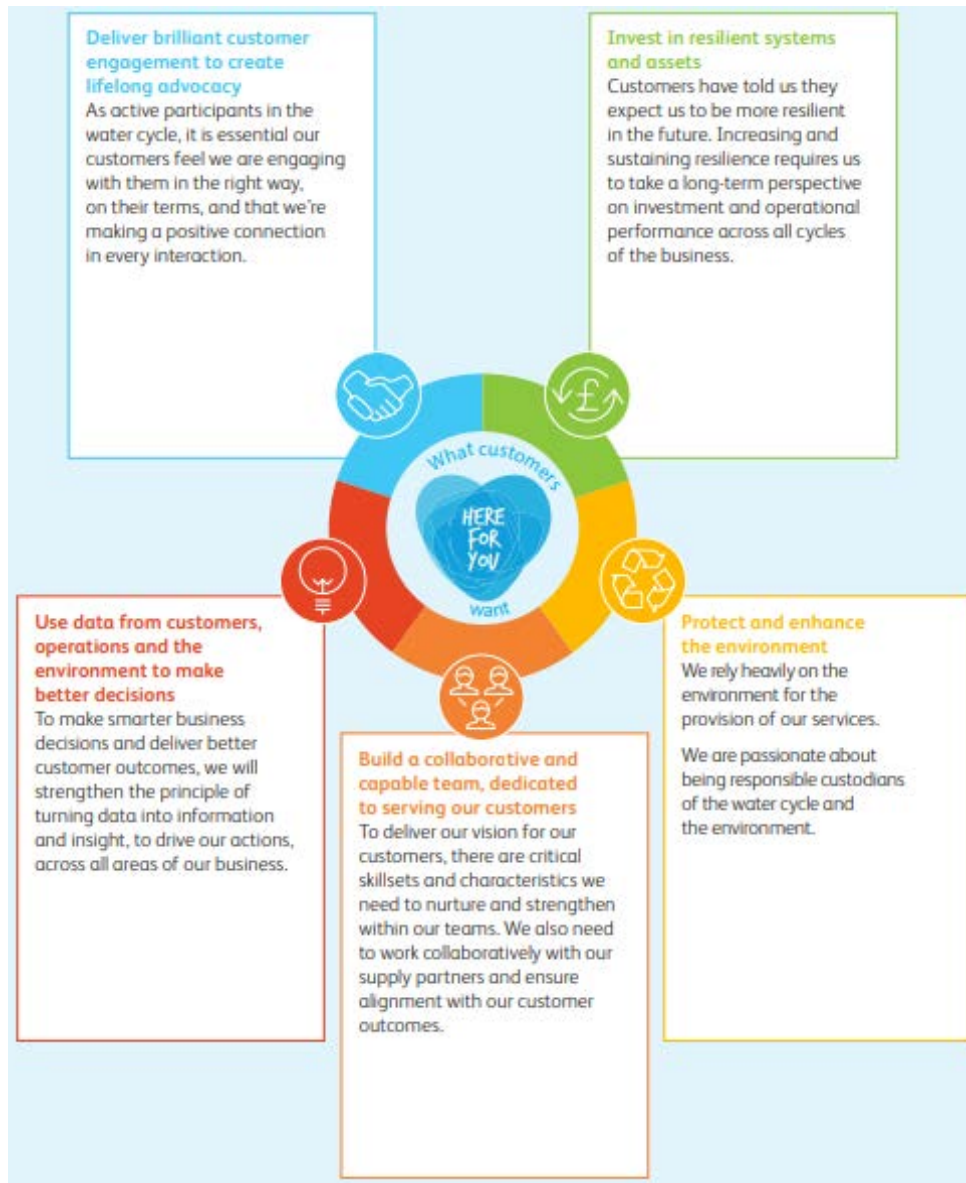 Deliver brilliant customer
engagement to create
lifelong advocacy
As active participants in the
water cycle, it is essential our
customers feel we are engaging
with them in the right way,
on their terms, and that we're
making a positive connection
in every interaction.
Invest in resilient systems
and assets
Customers have told us they
expect us to be more resilient
in the future. Increasing and
sustaining resilience requires us
to take a long-term perspective
on investment and operational
performance across all cycles
of the business.
£
What customers
HERE
FOR
YOU
want
Use data from customers,
operations and the
environment to make
better decisions
To make smarter business
decisions and deliver better
customer outcomes, we will
strengthen the principle of
turning data into information
and insight, to drive our actions,
across all areas of our business.
Build a collaborative and
capable team, dedicated
to serving our customers
To deliver our vision for our
customers, there are critical
skillsets and characteristics we
need to nurture and strengthen
within our teams. We also need
to work collaboratively with our
supply partners and ensure
alignment with our customer
outcomes.
Protect and enhance
the environment
We rely heavily on the
environment for the
provision of our services.
We are passionate about
being responsible custodians
of the water cycle and
the environment.